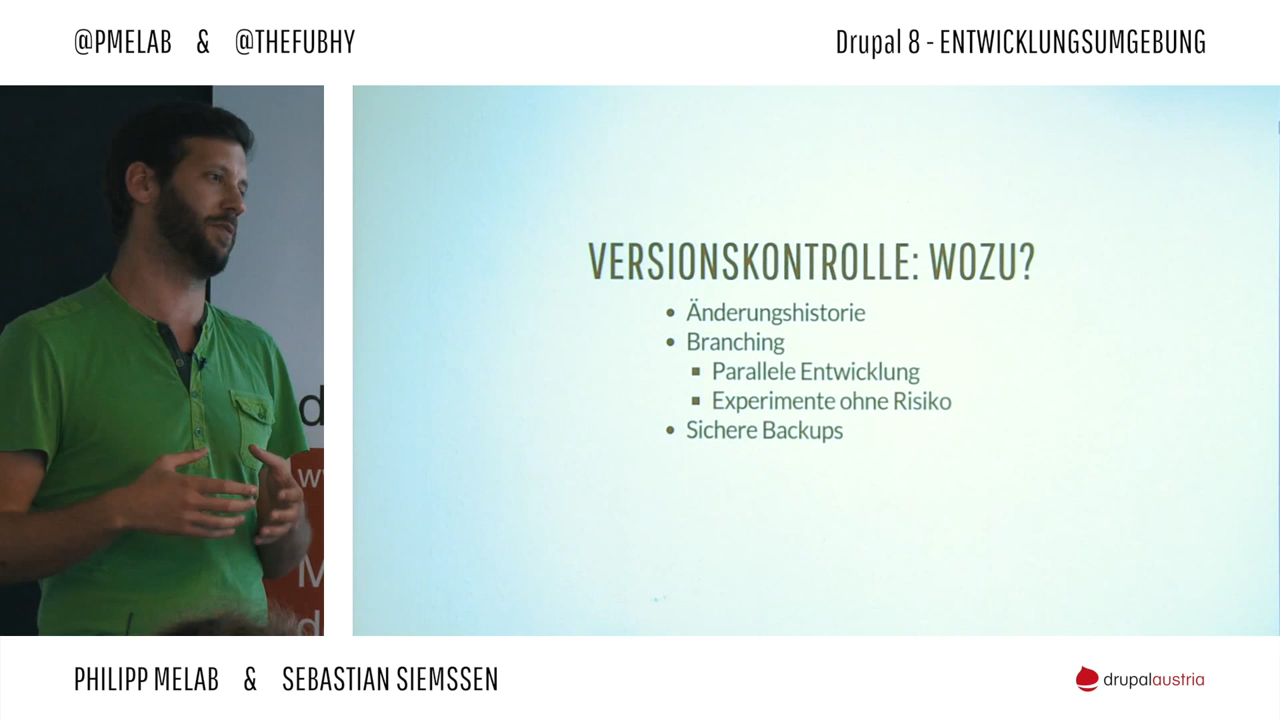 @PMELAB & @THEFUBHY
Drupal 8 - ENTWICKLUNGSUMGEBUNG
VERSIONSKONTROLLE: WOZU?
Änderungshistorie
Branching
Parallele Entwicklung
Experimente ohne Risiko
Sichere Backups
PHILIPP MELAB & SEBASTIAN SIEMSSEN
drupalaustria